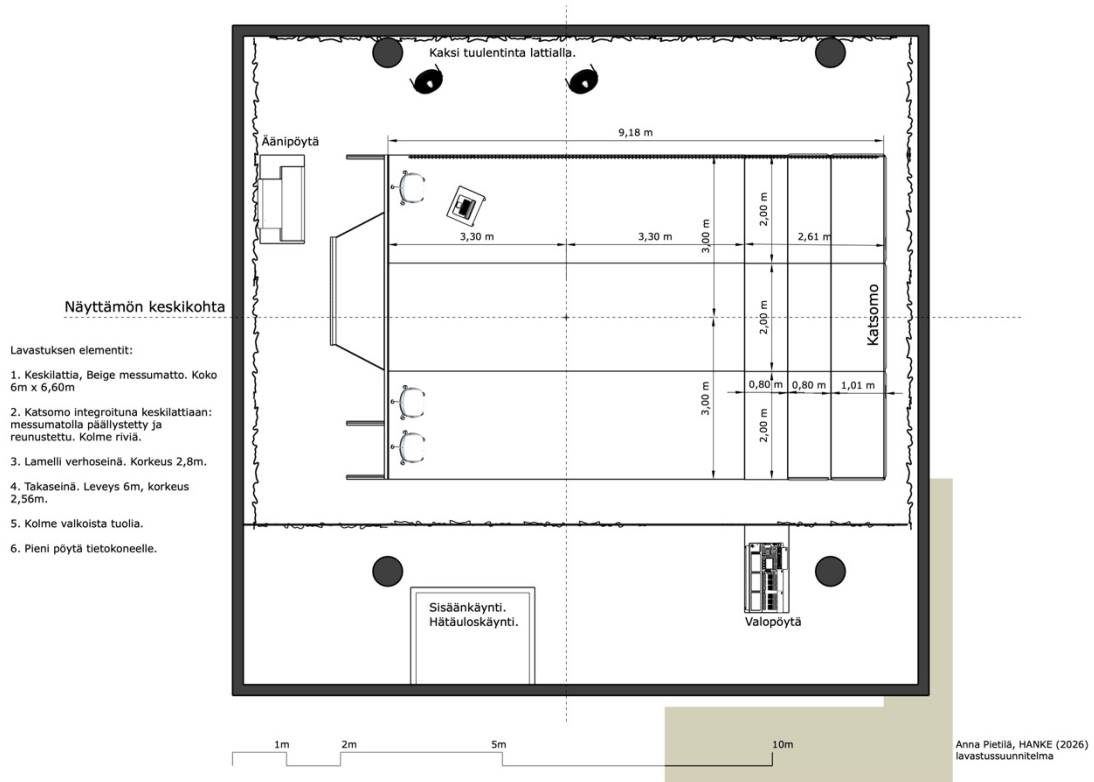 Kaksi tuulentinta lattialla.
9,18 m
Äänipöytä
2,00 m
3,00 m
3,30 m
3,30 m
2,61 m
Näyttämön keskikohta
2,00 m
Katsomo
Lavastuksen elementit:
1. Keskilattia, Beige messumatto. Koko
6m x 6,60m
2. Katsomo integroituna keskilattiaan:
messumatolla päällystetty ja
reunustettu. Kolme riviä.
3. Lamelli verhoseinä. Korkeus 2,8m.
4. Takaseinä. Leveys 6m, korkeus
2,56m.
5. Kolme valkoista tuolia.
6. Pieni pöytä tietokoneelle.
0,80 m
0,80 m
1,01 m
3,00 m
2,00 m
Sisäänkäynti.
Hätäuloskäynti.
Valopöytä
1m
2m
5m
10m
Anna Pietilä, HANKE (2026)
lavastussuunnitelma